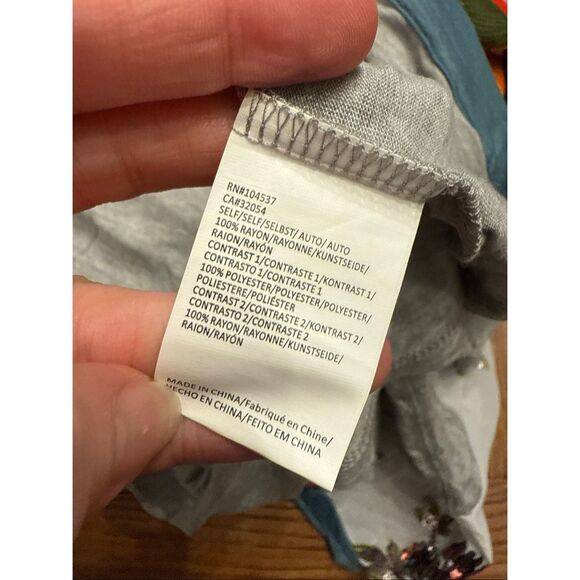 RN#104537
CA#32054
SELF/SELF/SELBST/ AUTO/ AUTO
100% RAYON/RAYONNE/KUNSTSEIDE/
RAION/RAYÓN
CONTRAST 1/CONTRASTE 1/KONTRAST 1/
CONTRASTO 1/CONTRASTE 1
100% POLYESTER/POLYESTER/POLYESTER/
POLIESTERE/POLIÉSTER
CONTRAST 2/CONTRASTE 2/KONTRAST 2/
CONTRASTO 2/CONTRASTE 2
100% RAYON/RAYONNE/KUNSTSEIDE/
RAION/RAYÓN
MADE IN CHINA/Fabriqué en Chine/
HECHO EN CHINA/FEITO EM CHINA